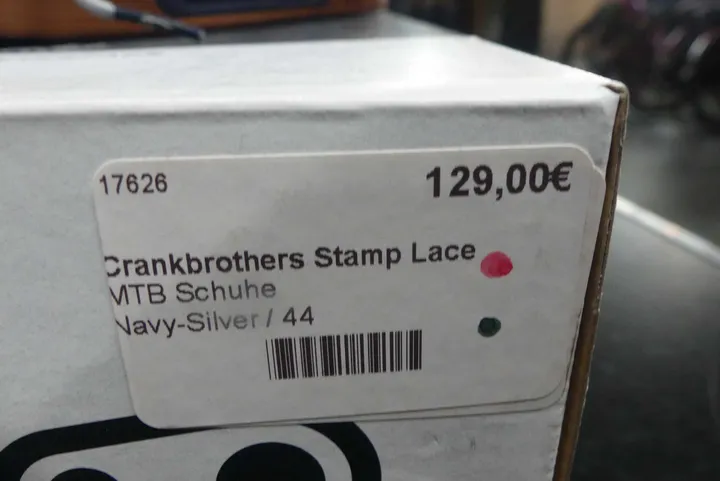 17626
129,00€
Crankbrothers Stamp Lace
MTB Schuhe
Navy-Silver / 44